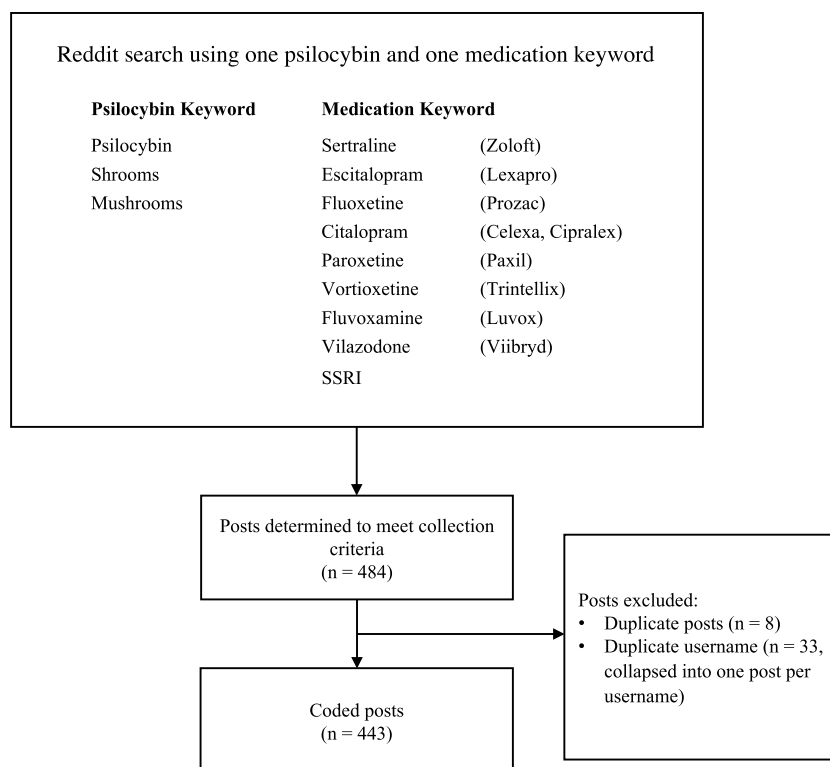 Reddit search using one psilocybin and one medication keyword
Psilocybin Keyword Medication Keyword
Psilocybin Sertraline (Zoloft)
Shrooms Escitalopram (Lexapro)
Mushrooms Fluoxetine (Prozac)
Citalopram (Celexa, Cipralex)
Paroxetine (Paxil)
Vortioxetine (Trintellix)
Fluvoxamine (Luvox)
Vilazodone (Viibryd)
SSRI
Posts determined to meet collection
criteria
(n = 484)
Posts excluded:
• Duplicate posts (n = 8)
• Duplicate username (n = 33,
collapsed into one post per
username)
Coded posts
(n = 443)